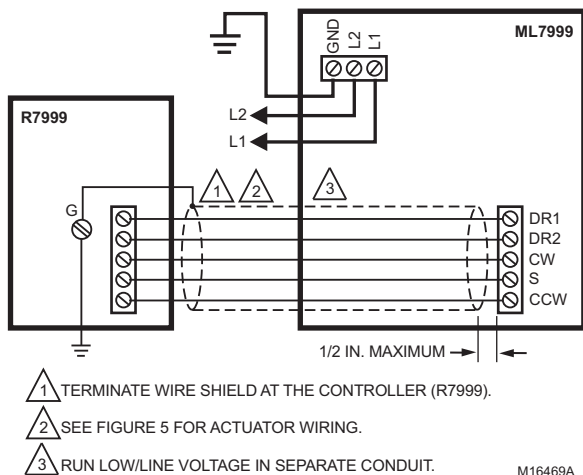 ML7999
GND
L2
L1
L2
L1
R7999
G
1
2
3
DR1
DR2
CW
S
CCW
1/2 IN. MAXIMUM
1 TERMINATE WIRE SHIELD AT THE CONTROLLER (R7999).
2 SEE FIGURE 5 FOR ACTUATOR WIRING.
3 RUN LOW/LINE VOLTAGE IN SEPARATE CONDUIT.
M16469A